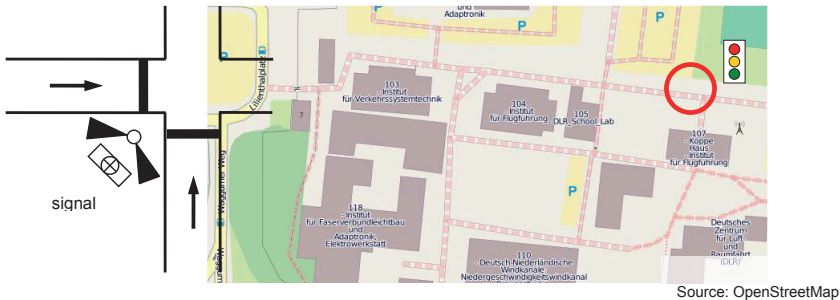 signal
und
Adaptronik
P
P
P
Lilienthalplatz
103
- Institut
für Verkehrssystemtechnik
104
- Institut
für Flugführung
105
DLR_School_Lab
107
- Köppe
Haus -
Institut
für Flugführung
7
P
118
- Institut
für Faserverbundleichtbau
und
Adaptronik,
Elektrowerkstatt
110
- Deutsch-Niederländische
Windkanäle:
Niedergeschwindigkeitswindkanal
Deutsches
Zentrum
für Luft-
und
Raumfahrt
(DLR)
Source: OpenStreetMap